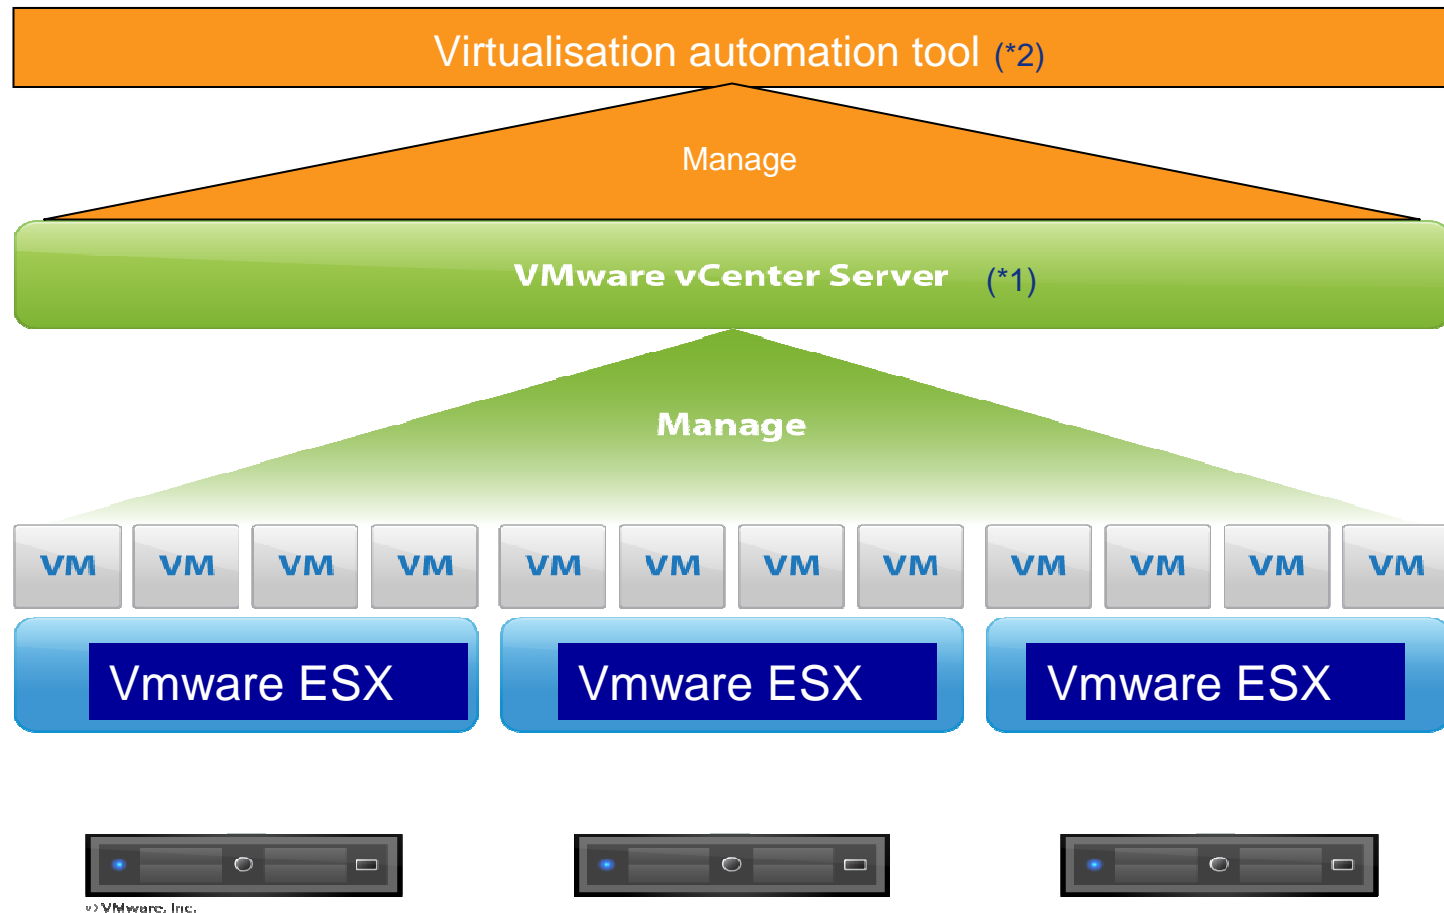 Virtualisation automation tool (*2)
Manage
VMware vCenter Server (*1)
Manage
VM VM VM VM VM VM VM VM VM VM VM VM
Vmware ESX Vmware ESX Vmware ESX
VMware, Inc.